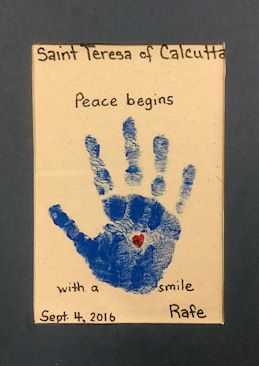 Saint Teresa of Calcutta
Peace begins
with a smile
Sept. 4, 2016 Rafe